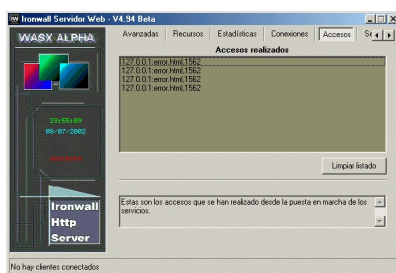 Ironwall Servidor Web - V4.94 Beta
WASX ALPHA
Avanzadas Recursos Estadísticas Conexiones Accesos
Accesos realizados
127.0.0.1:error.html,1562
127.0.0.1:error.html,1562
127.0.0.1:error.html,1562
127.0.0.1:error.html,1562
23:55:09
08/07/2002
Limpiar listado
Ironwall
Http
Server
Estas son los accesos que se han realizado desde la puesta en marcha de los
servicios.
No hay clientes conectados